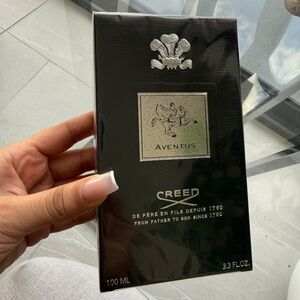 AVENTUS
CREED
DE PÈRE EN FILS DEPUIS 1760
FROM FATHER TO SON SINCE 1760
100 ML
3.3 FL.OZ.